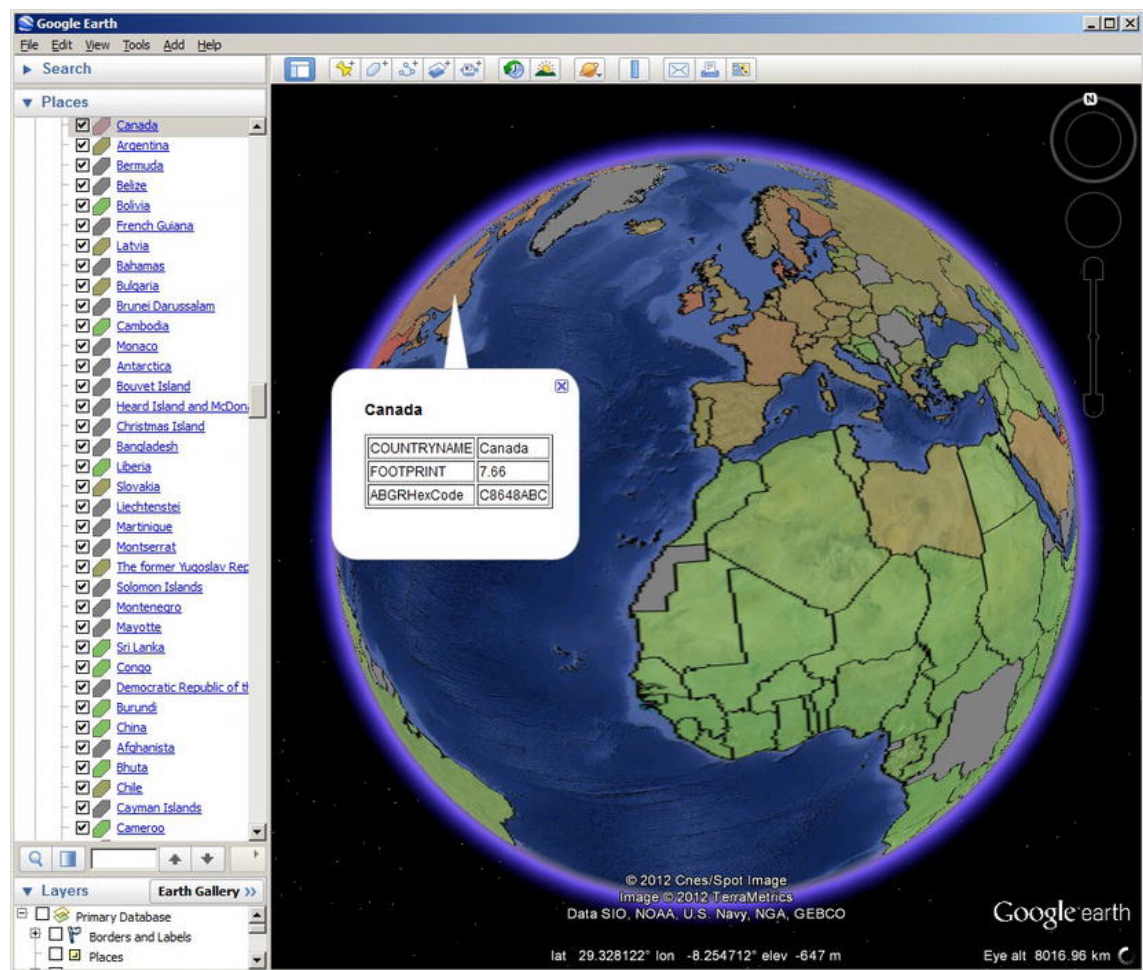 Google Earth
File Edit View Tools Add Help
Search
Places
Canada
Argentina
Bermuda
Belize
Bolivia
French Guiana
Latvia
Bahamas
Bulgaria
Brunei Darussalam
Cambodia
Monaco
Antarctica
Bouvet Island
Heard Island and McDon
Christmas Island
Bangladesh
Liberia
Slovakia
Liechtenstei
Martinique
Montserrat
The former Yugoslav Rep
Solomon Islands
Montenegro
Mayotte
Sri Lanka
Congo
Democratic Republic of th
Burundi
China
Afghanista
Bhuta
Chile
Cayman Islands
Cameroo
Layers Earth Gallery >>
Primary Database
Borders and Labels
Places
N
Canada
COUNTRYNAME Canada
FOOTPRINT 7.66
ABGRHexCode C8648ABC
© 2012 Cnes/Spot Image
Image © 2012 TerraMetrics
Data SIO, NOAA, U.S. Navy, NGA, GEBCO
Google earth
lat 29.328122° lon -8.254712° elev -647 m
Eye alt 8016.96 km